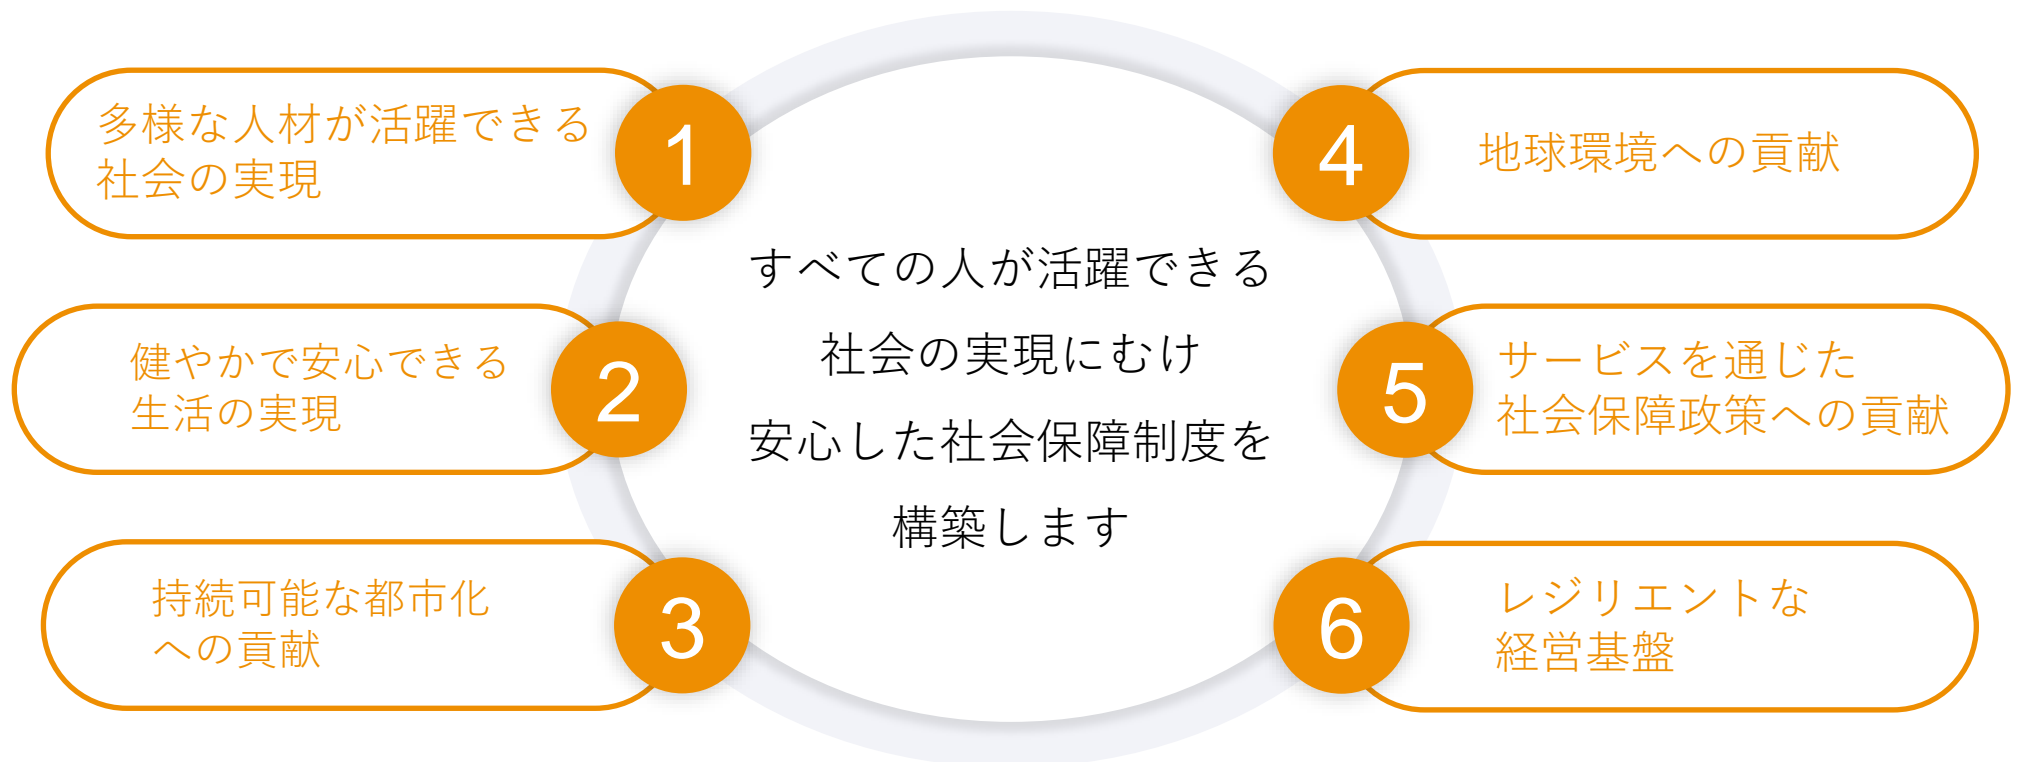 多様な人材が活躍できる
社会の実現
1
健やかで安心できる
生活の実現
2
持続可能な都市化
への貢献
3
すべての人が活躍できる
社会の実現にむけ
安心した社会保障制度を
構築します
4
地球環境への貢献
5
サービスを通じた
社会保障政策への貢献
6
レジリエントな
経営基盤